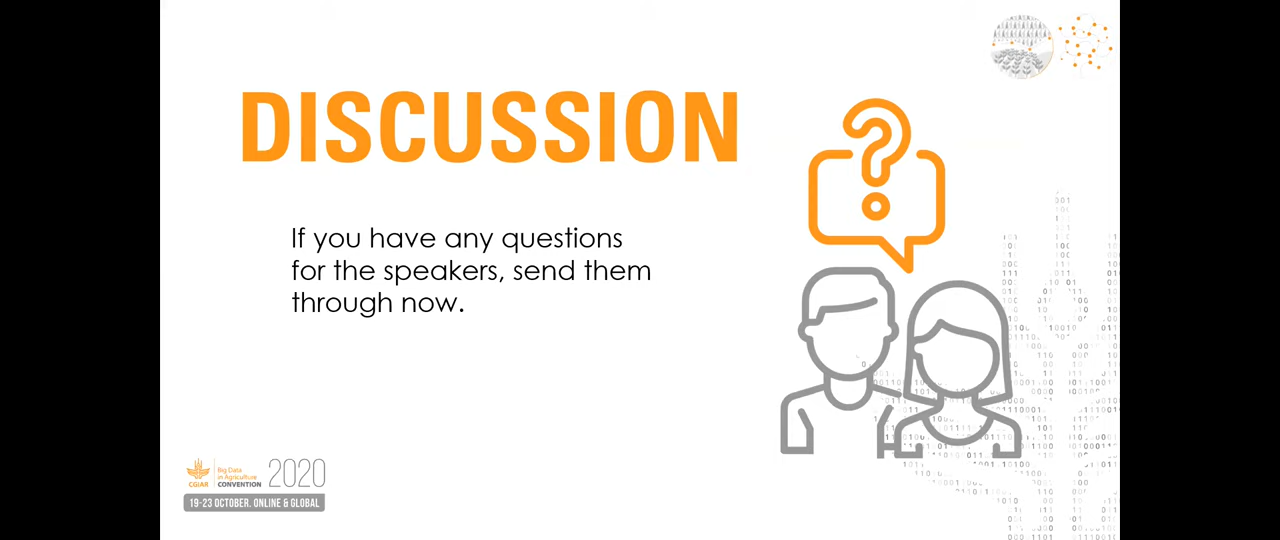 DISCUSSION
If you have any questions
for the speakers, send them
through now.
CGIAR
Big Data
in Agriculture
CONVENTION
2020
19-23 OCTOBER. ONLINE & GLOBAL